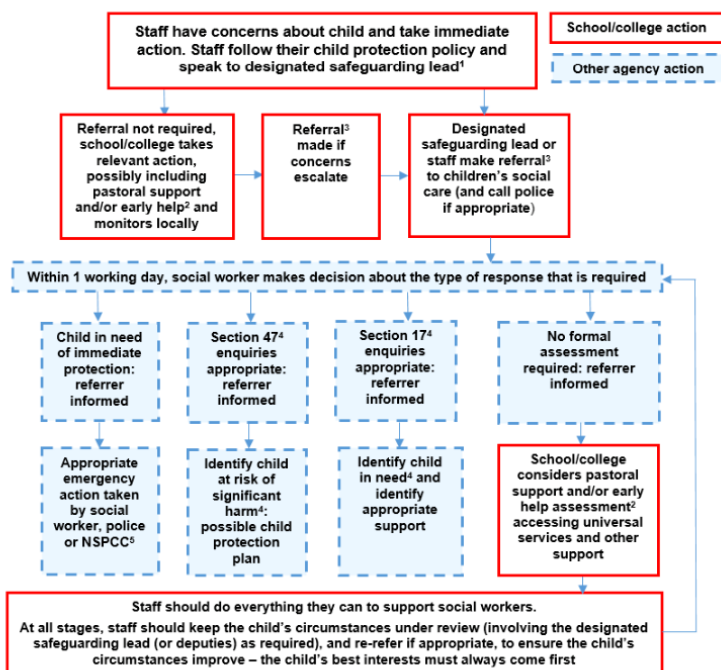 Staff have concerns about child and take immediate
action. Staff follow their child protection policy and
speak to designated safeguarding lead¹
School/college action
Other agency action
Referral not required,
school/college takes
relevant action,
possibly including
pastoral support
and/or early help² and
monitors locally
Referral³
made if
concerns
escalate
Designated
safeguarding lead or
staff make referral³
to children’s social
care (and call police
if appropriate)
Within 1 working day, social worker makes decision about the type of response that is required
Child in need
of immediate
protection:
referrer
informed
Section 47⁴
enquiries
appropriate:
referrer
informed
Section 17⁴
enquiries
appropriate:
referrer
informed
No formal
assessment
required: referrer
informed
Appropriate
emergency
action taken
by social
worker, police
or NSPCC⁵
Identify child
at risk of
significant
harm⁴:
possible child
protection
plan
Identify child
in need⁴ and
identify
appropriate
support
School/college
considers pastoral
support and/or early
help assessment²
accessing universal
services and other
support
Staff should do everything they can to support social workers.
At all stages, staff should keep the child’s circumstances under review (involving the designated
safeguarding lead (or deputies) as required), and re-refer if appropriate, to ensure the child’s
circumstances improve – the child’s best interests must always come first